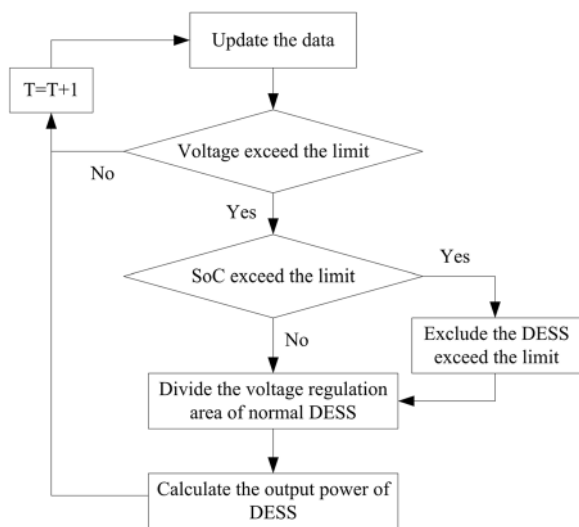 Update the data
T=T+1
Voltage exceed the limit
No
Yes
SoC exceed the limit
Yes
No
Exclude the DESS
exceed the limit
Divide the voltage regulation
area of normal DESS
Calculate the output power of
DESS